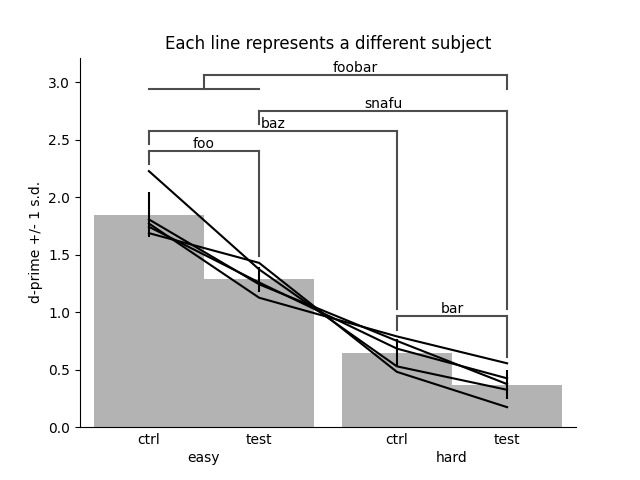 Each line represents a different subject
foobar
snafu
baz
foo
bar
d-prime +/- 1 s.d.
3.0
2.5
2.0
1.5
1.0
0.5
0.0
ctrl test ctrl test
easy hard